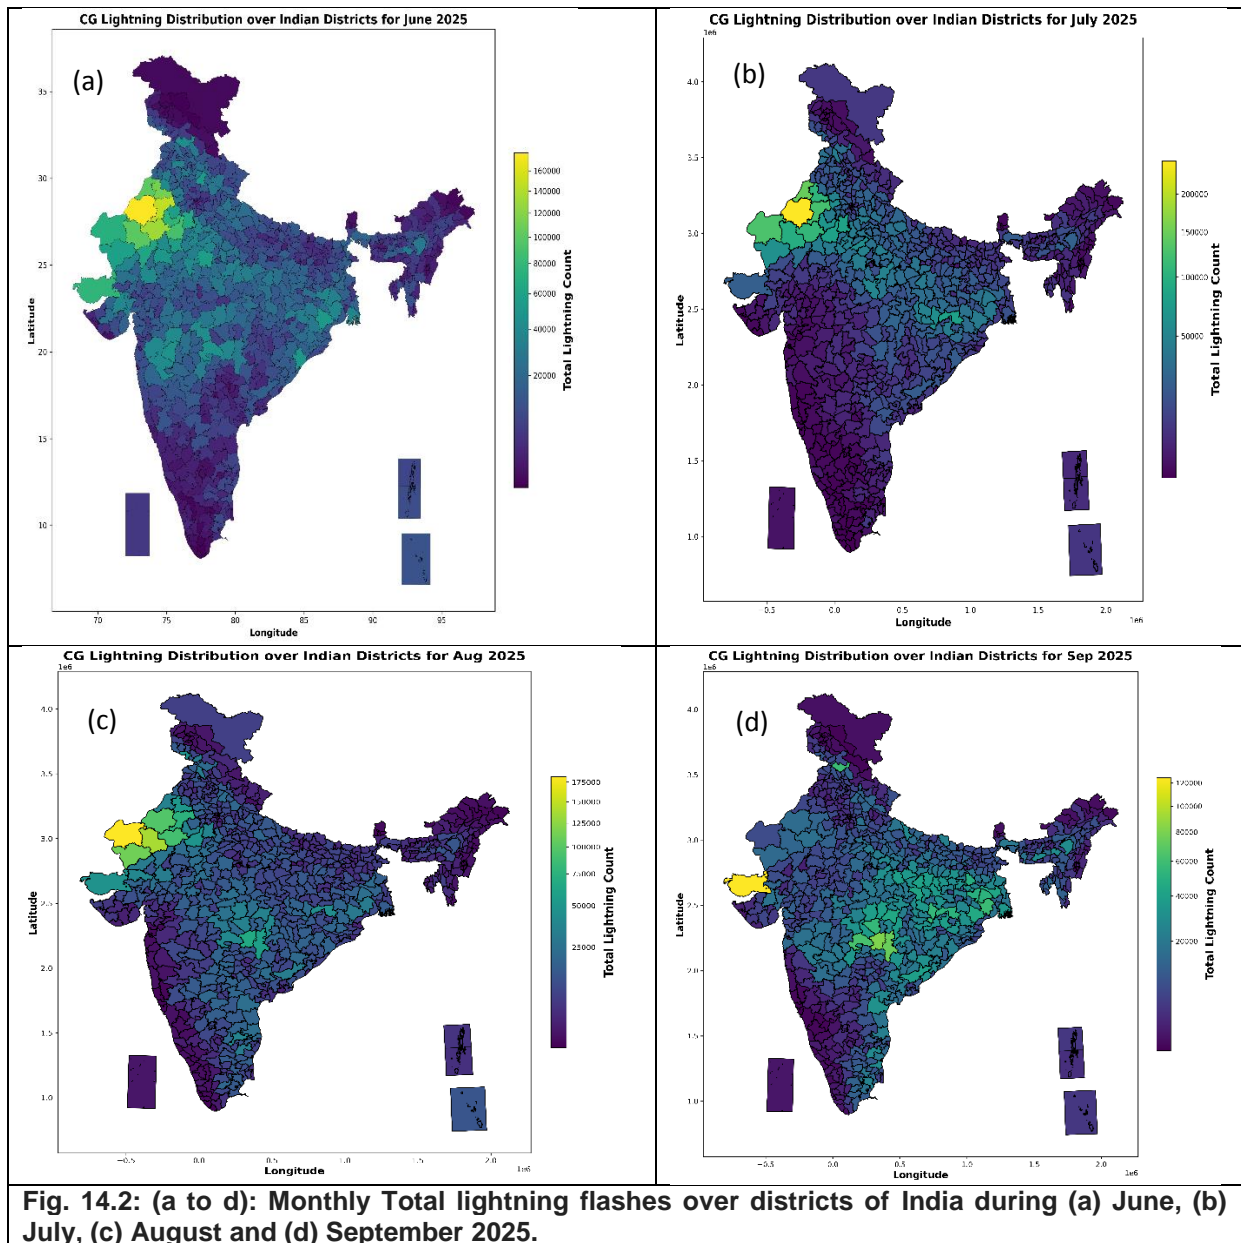 CG Lightning Distribution over Indian Districts for June 2025
(a)
35
30
25
20
15
10
Latitude
70
75
80
85
90
95
Longitude
160000
140000
120000
100000
80000
60000
40000
20000
Total Lightning Count
CG Lightning Distribution over Indian Districts for July 2025
1e6
(b)
4.0
3.5
3.0
2.5
2.0
1.5
1.0
Latitude
0.5
0.0
0.5
1.0
1.5
2.0
1e6
Longitude
200000
150000
100000
50000
Total Lightning Count
CG Lightning Distribution over Indian Districts for Aug 2025
1e6
(c)
4.0
3.5
3.0
2.5
2.0
1.5
1.0
Latitude
−0.5
0.0
0.5
1.0
1.5
2.0
1e6
Longitude
175000
150000
125000
100000
75000
50000
25000
Total Lightning Count
CG Lightning Distribution over Indian Districts for Sep 2025
1e6
(d)
4.0
3.5
3.0
2.5
2.0
1.5
1.0
Latitude
−0.5
0.0
0.5
1.0
1.5
2.0
1e6
Longitude
120000
100000
80000
60000
40000
20000
Total Lightning Count
Fig. 14.2: (a to d): Monthly Total lightning flashes over districts of India during (a) June, (b)
July, (c) August and (d) September 2025.